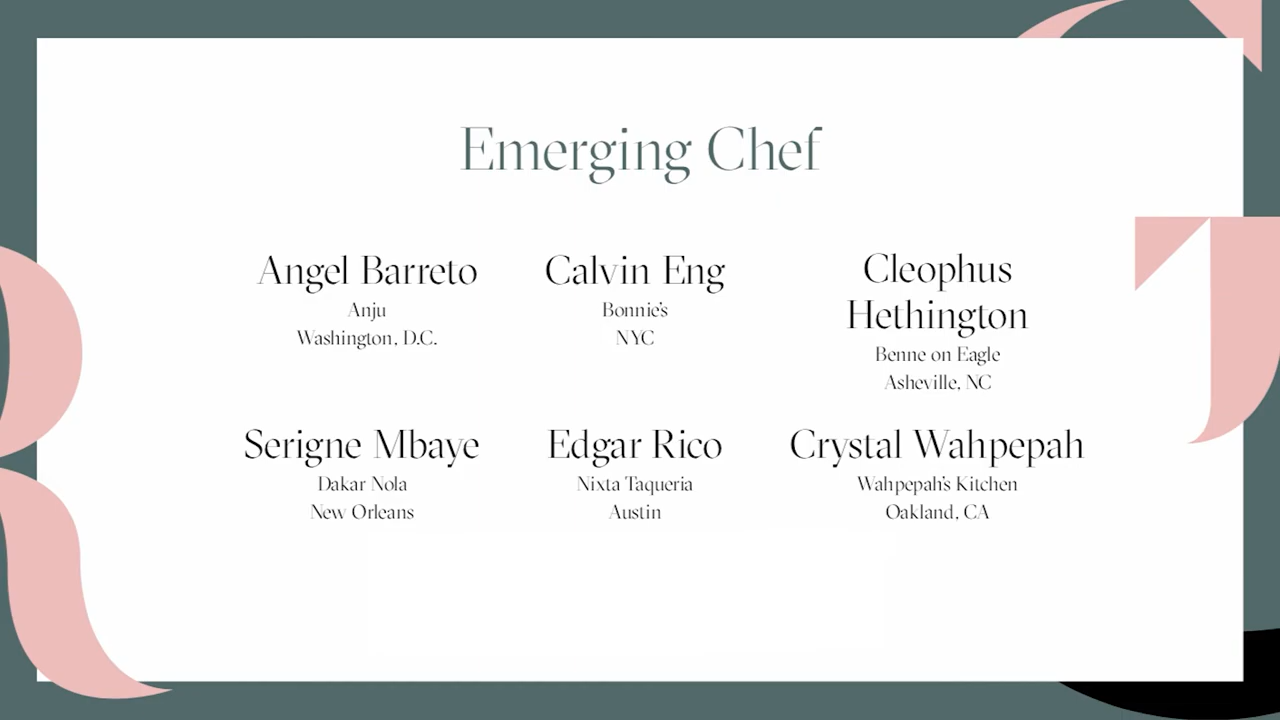 Emerging Chef
Angel Barreto
Anju
Washington, D.C.
Calvin Eng
Bonnie's
NYC
Cleophus
Hethington
Benne on Eagle
Asheville, NC
Serigne Mbaye
Dakar Nola
New Orleans
Edgar Rico
Nixta Taqueria
Austin
Crystal Wahpepah
Wahpepah's Kitchen
Oakland, CA